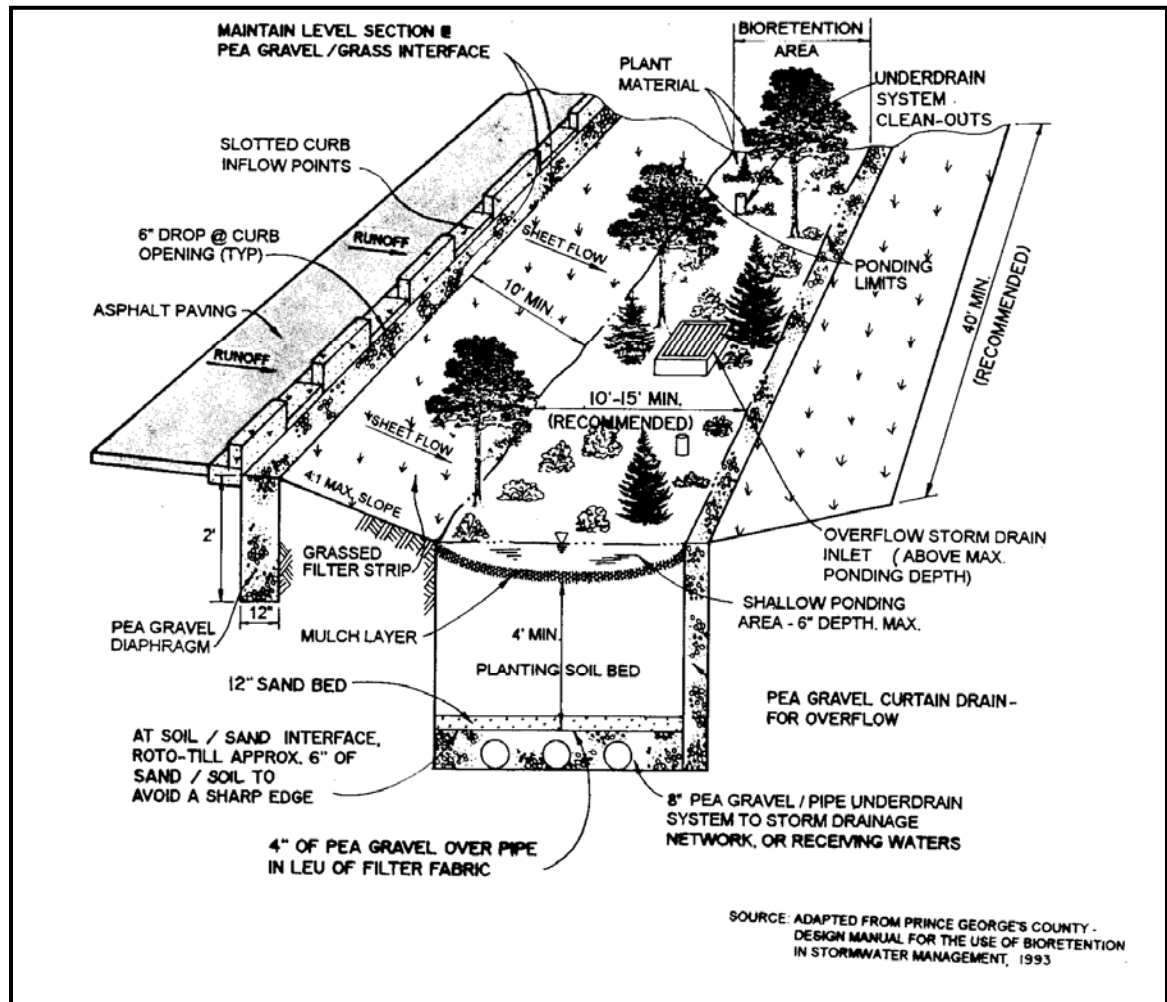 MAINTAIN LEVEL SECTION @
PEA GRAVEL / GRASS INTERFACE
BIORETENTION
AREA
PLANT
MATERIAL
UNDERDRAIN
SYSTEM
CLEAN-OUTS
SLOTTED CURB
INFLOW POINTS
6" DROP @ CURB
OPENING (TYP)
RUNOFF
SHEET FLOW
PONDING
LIMITS
10' MIN.
ASPHALT PAVING
40' MIN.
(RECOMMENDED)
RUNOFF
10'-15' MIN.
(RECOMMENDED)
SHEET FLOW
4:1 MAX. SLOPE
2'
GRASSED
FILTER STRIP
OVERFLOW STORM DRAIN
INLET ( ABOVE MAX.
PONDING DEPTH)
12"
SHALLOW PONDING
AREA - 6" DEPTH. MAX.
PEA GRAVEL
DIAPHRAGM
MULCH LAYER
4' MIN.
PLANTING SOIL BED
12" SAND BED
PEA GRAVEL CURTAIN DRAIN-
FOR OVERFLOW
AT SOIL / SAND INTERFACE,
ROTO-TILL APPROX. 6" OF
SAND / SOIL TO
AVOID A SHARP EDGE
8" PEA GRAVEL / PIPE UNDERDRAIN
SYSTEM TO STORM DRAINAGE
NETWORK, OR RECEIVING WATERS
4" OF PEA GRAVEL OVER PIPE
IN LEU OF FILTER FABRIC
SOURCE: ADAPTED FROM PRINCE GEORGE'S COUNTY -
DESIGN MANUAL FOR THE USE OF BIORETENTION
IN STORMWATER MANAGEMENT, 1993